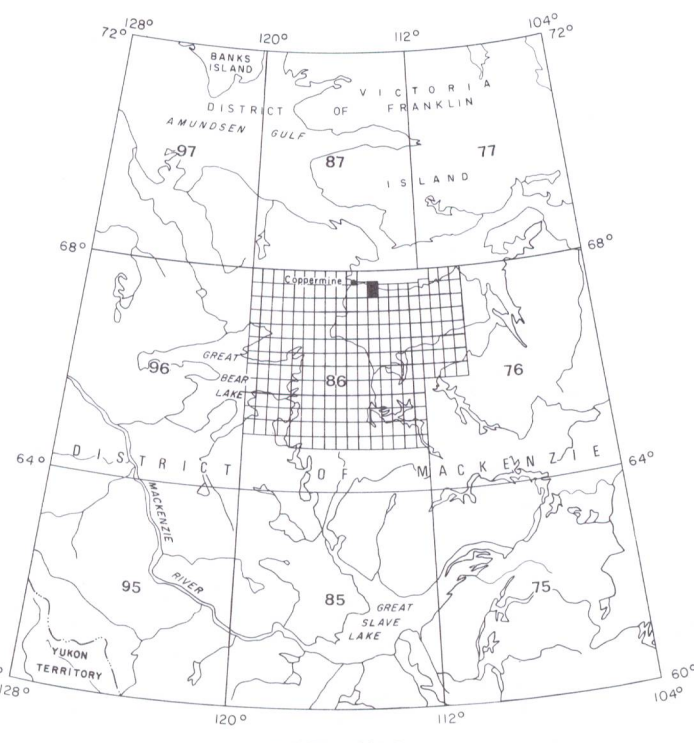 128°
120°
112°
104°
72°
72°
BANKS
ISLAND
VICTORIA
DISTRICT OF FRANKLIN
AMUNDSEN GULF
97
87
77
ISLAND
68°
68°
Coppermine
GREAT
BEAR
LAKE
96
86
76
64°
64°
DISTRICT OF MACKENZIE
MACKENZIE
RIVER
95
85
75
GREAT
SLAVE
LAKE
YUKON
TERRITORY
60°
128°
120°
112°
104°